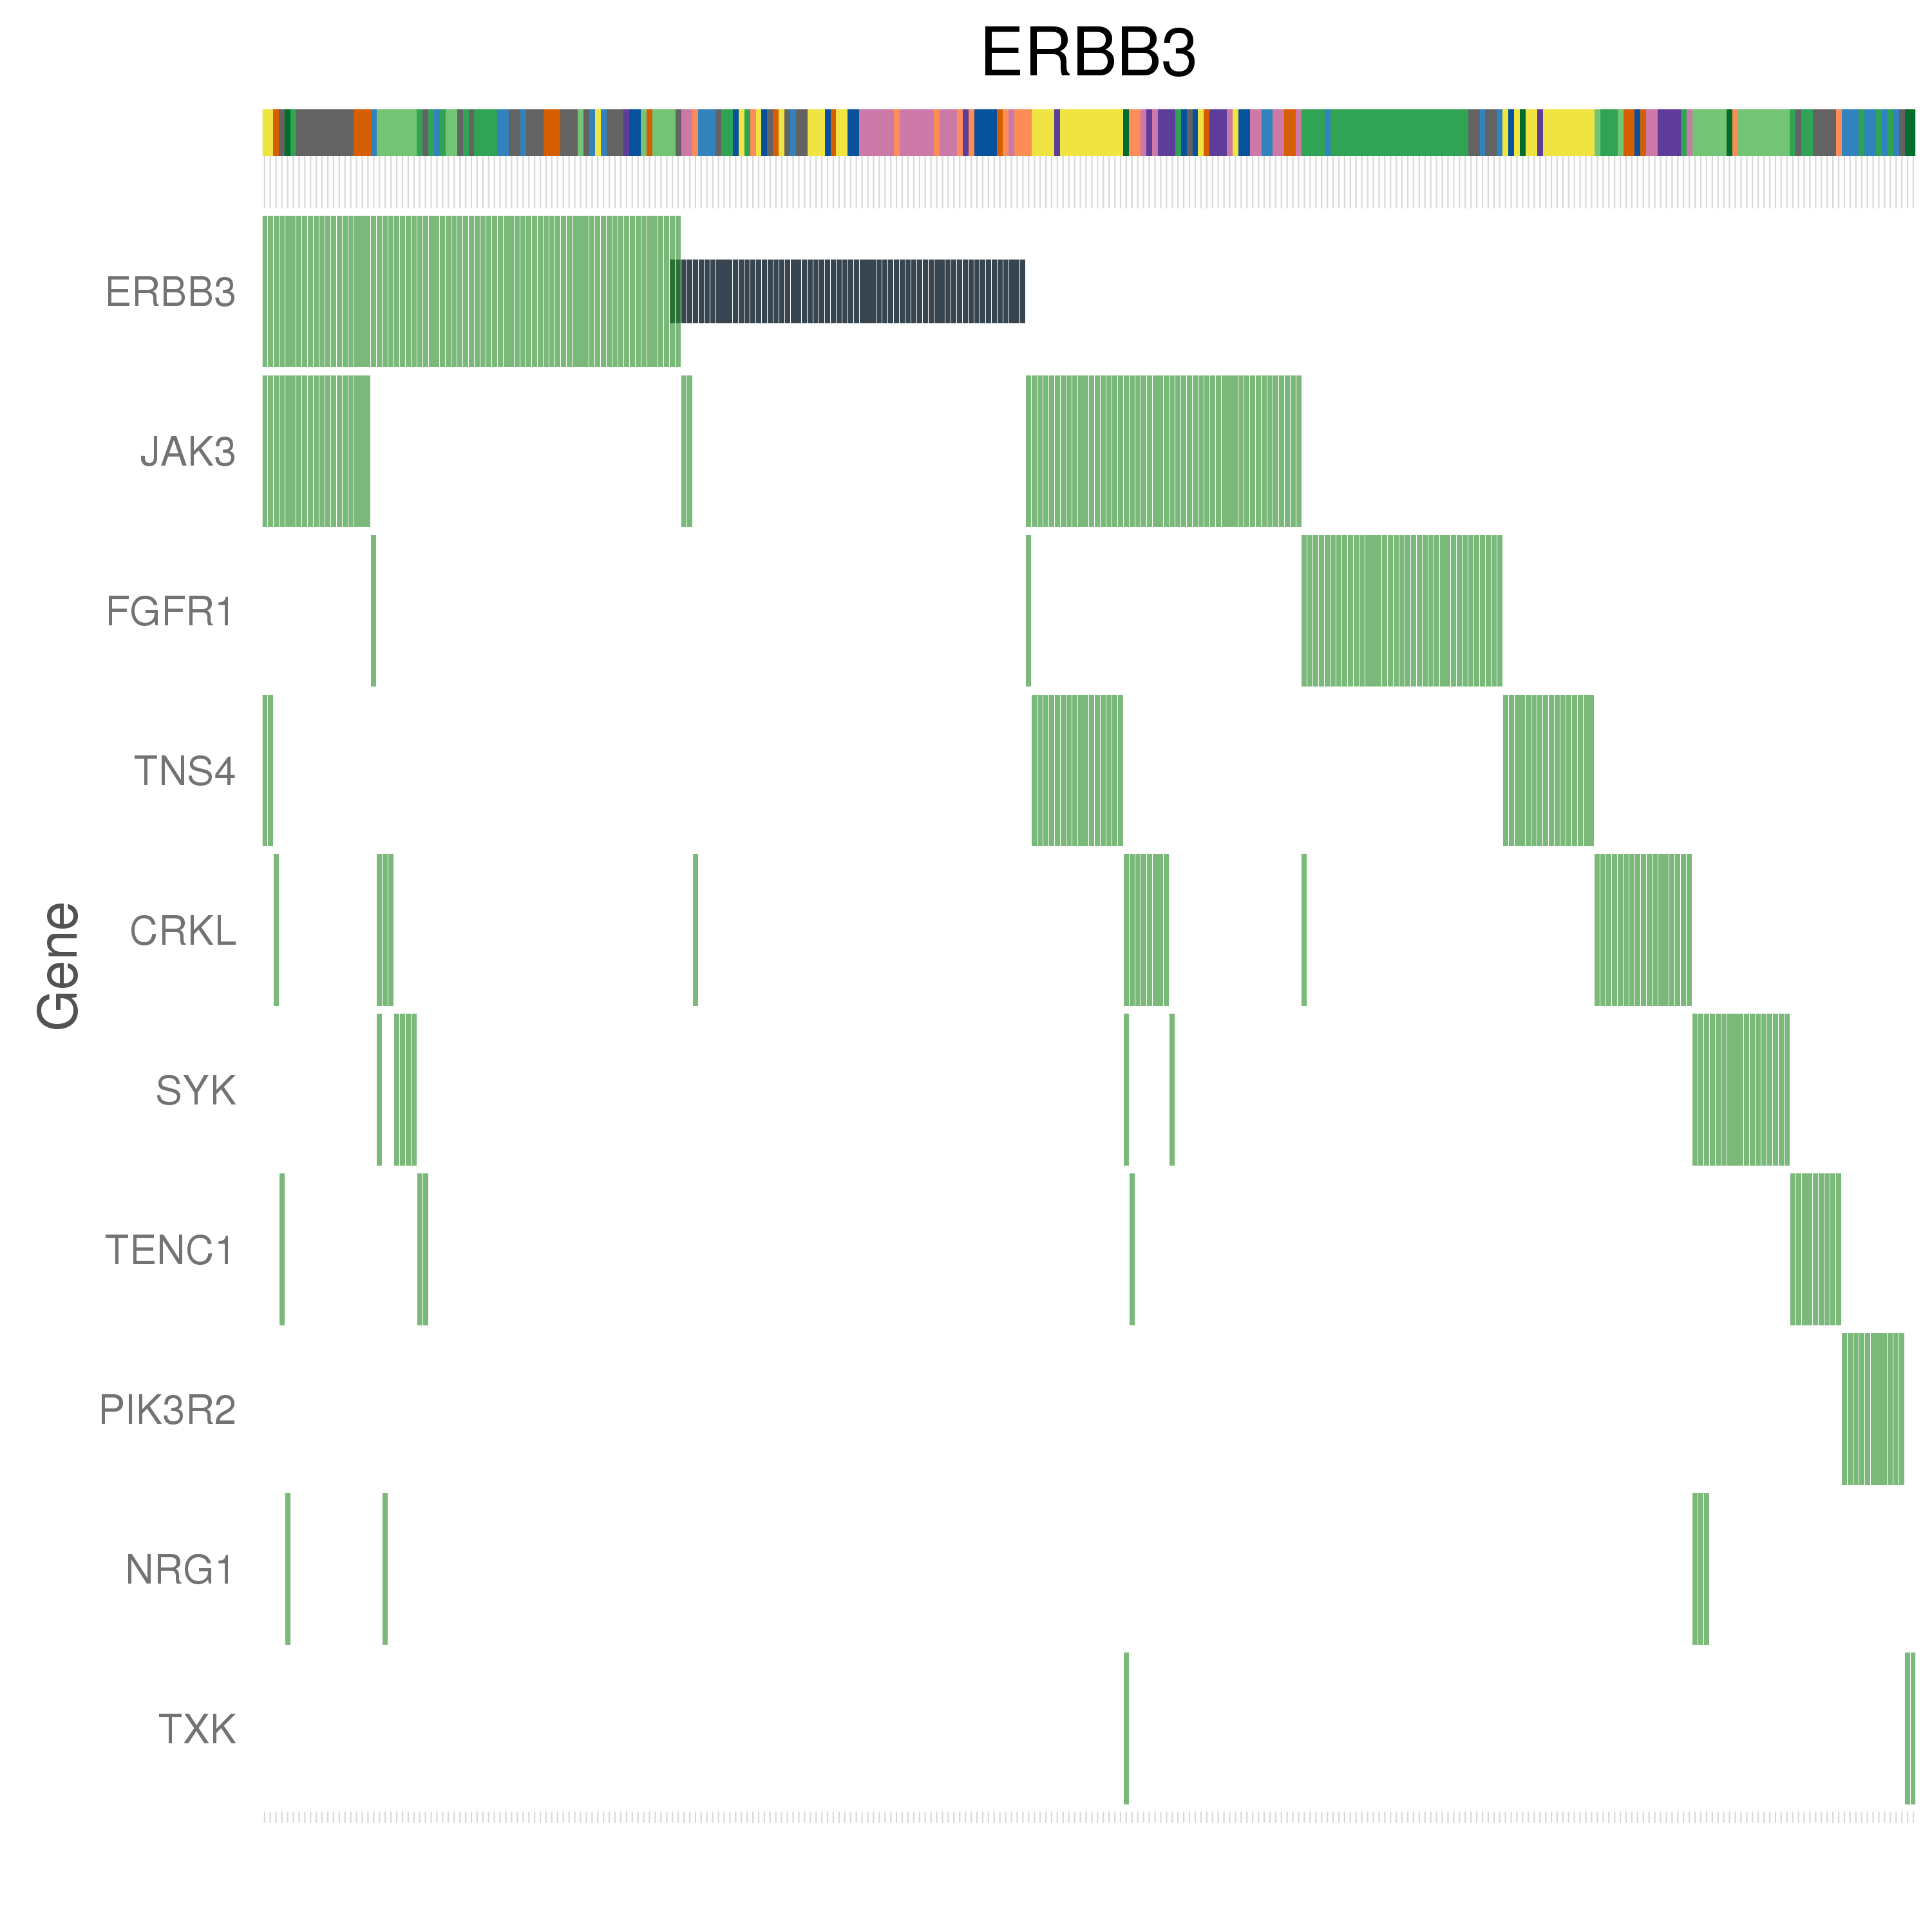 ERBB3
ERBB3
JAK3
FGFR1
TNS4
CRKL
SYK
TENC1
PIK3R2
NRG1
TXK
Gene